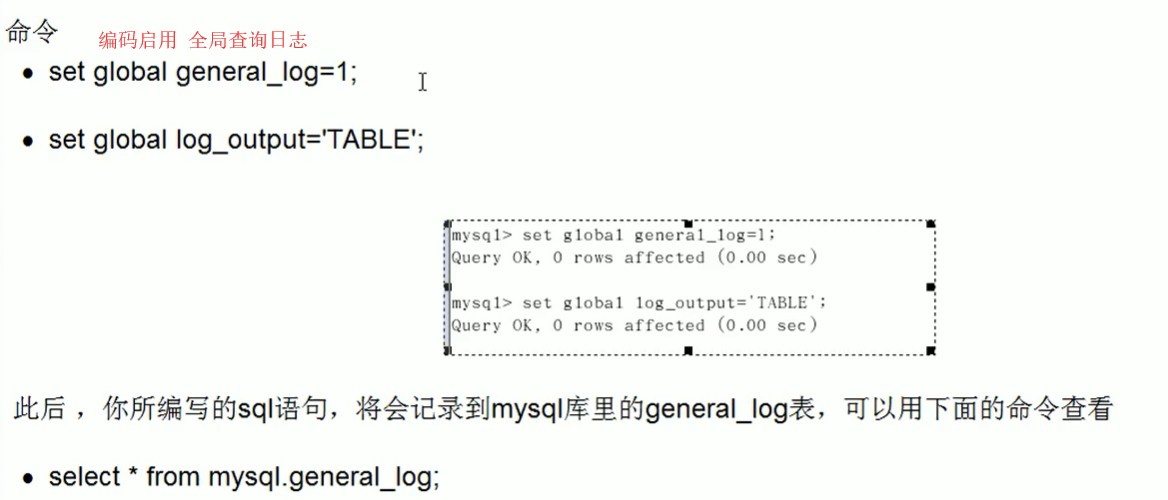 命令
编码启用 全局查询日志
• set global general_log=1;
• set global log_output='TABLE';
mysql> set global general_log=1;
Query OK, 0 rows affected (0.00 sec)
mysql> set global log_output='TABLE';
Query OK, 0 rows affected (0.00 sec)
此后 ，你所编写的sql语句，将会记录到mysql库里的general_log表，可以用下面的命令查看
• select * from mysql.general_log;